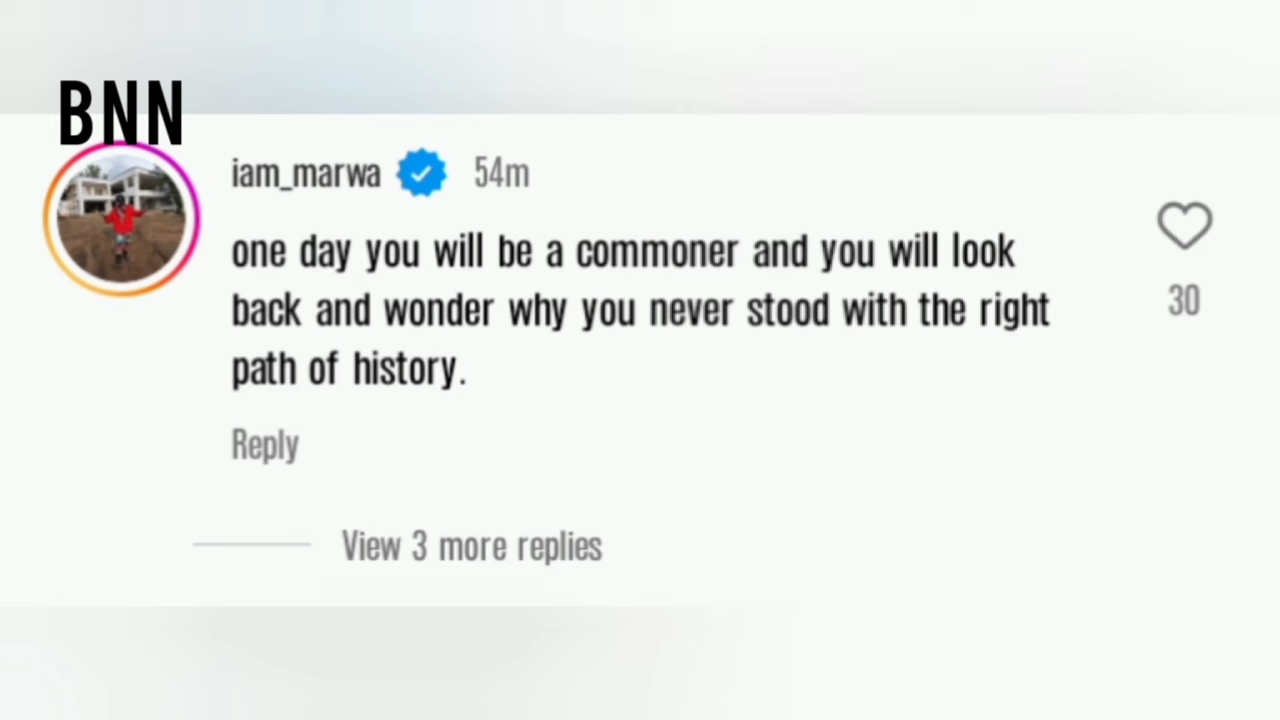 BNN
iam_marwa 54m
one day you will be a commoner and you will look
back and wonder why you never stood with the right
path of history.
30
Reply
View 3 more replies